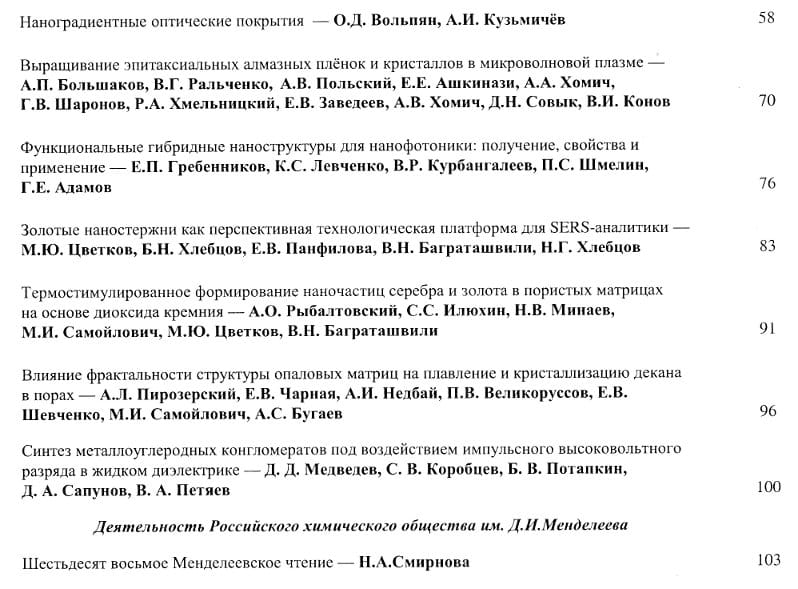 Наноградиентные оптические покрытия — О.Д. Вольпян, А.И. Кузьмичёв 58
Выращивание эпитаксиальных алмазных плёнок и кристаллов в микроволновой плазме —
А.П. Большаков, В.Г. Ральченко, А.В. Польский, Е.Е. Ашкинази, А.А. Хомич,
Г.В. Шаронов, Р.А. Хмельницкий, Е.В. Заведеев, А.В. Хомич, Д.Н. Совык, В.И. Конов 70
Функциональные гибридные наноструктуры для нанофотоники: получение, свойства и
применение — Е.П. Гребенников, К.С. Левченко, В.Р. Курбангалеев, П.С. Шмелин,
Г.Е. Адамов 76
Золотые наностержни как перспективная технологическая платформа для SERS-аналитики —
М.Ю. Цветков, Б.Н. Хлебцов, Е.В. Панфилова, В.Н. Баграташвили, Н.Г. Хлебцов 83
Термостимулированное формирование наночастиц серебра и золота в пористых матрицах
на основе диоксида кремния — А.О. Рыбалтовский, С.С. Илюхин, Н.В. Минаев,
М.И. Самойлович, М.Ю. Цветков, В.Н. Баграташвили 91
Влияние фрактальности структуры опаловых матриц на плавление и кристаллизацию декана
в порах — А.Л. Пирозерский, Е.В. Чарная, А.И. Недбай, П.В. Великоруссов, Е.В.
Шевченко, М.И. Самойлович, А.С. Бугаев 96
Синтез металлоуглеродных конгломератов под воздействием импульсного высоковольтного
разряда в жидком диэлектрике — Д. Д. Медведев, С. В. Коробцев, Б. В. Потапкин,
Д. А. Сапунов, В. А. Петяев 100
Деятельность Российского химического общества им. Д.И.Менделеева
Шестьдесят восьмое Менделеевское чтение — Н.А.Смирнова 103